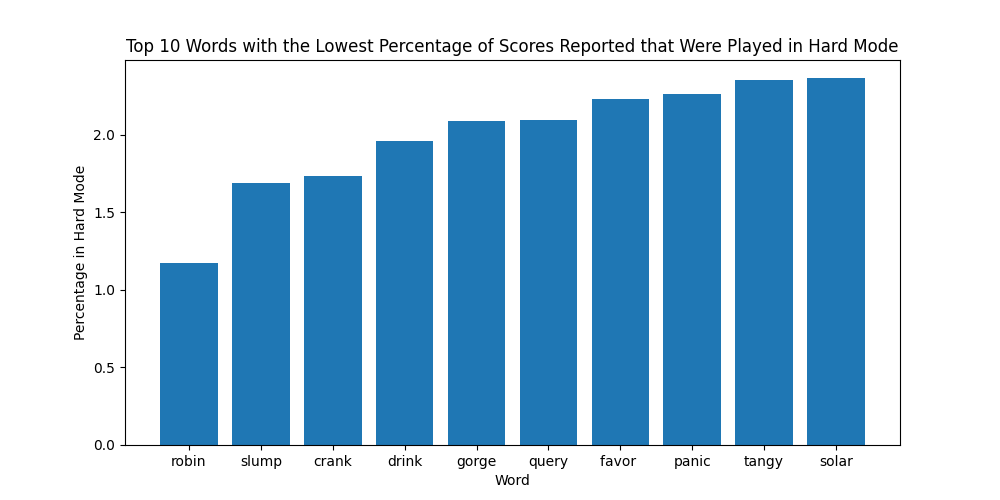 Top 10 Words with the Lowest Percentage of Scores Reported that Were Played in Hard Mode
Percentage in Hard Mode
2.0
1.5
1.0
0.5
0.0
robin slump crank drink gorge query favor panic tangy solar
Word